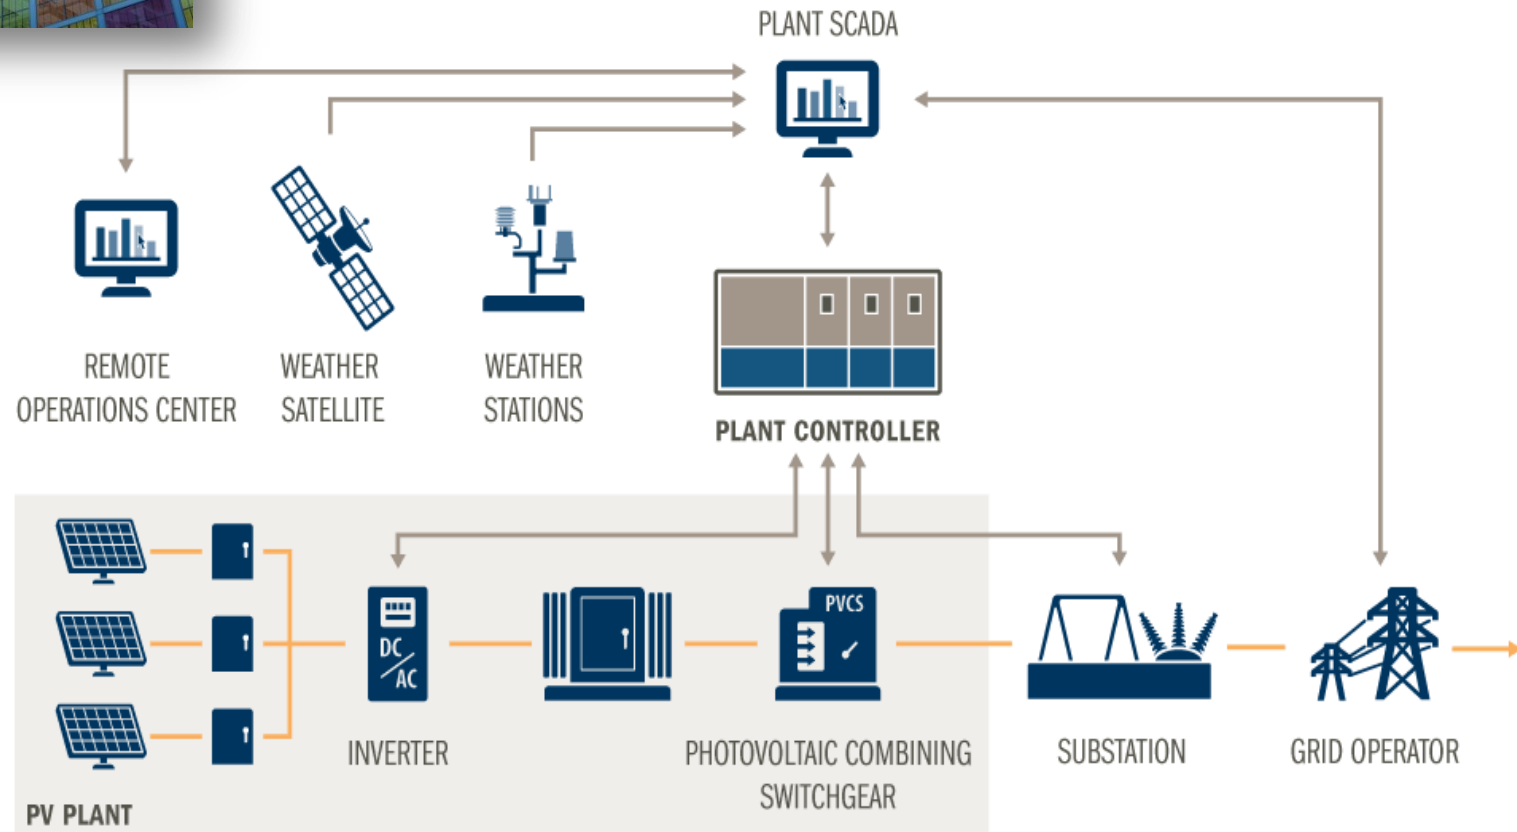 PLANT SCADA
REMOTE
OPERATIONS CENTER
WEATHER
SATELLITE
WEATHER
STATIONS
PLANT CONTROLLER
DC
AC
PVCS
INVERTER
PHOTOVOLTAIC COMBINING
SWITCHGEAR
SUBSTATION
GRID OPERATOR
PV PLANT